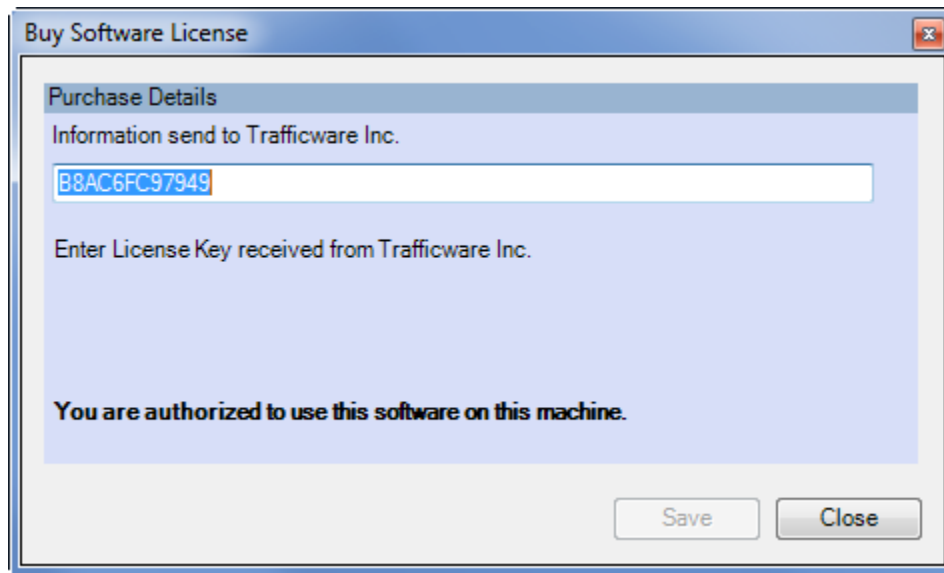 Buy Software License
Purchase Details
Information send to Trafficware Inc.
B8AC6FC97949
Enter License Key received from Trafficware Inc.
You are authorized to use this software on this machine.
Save Close